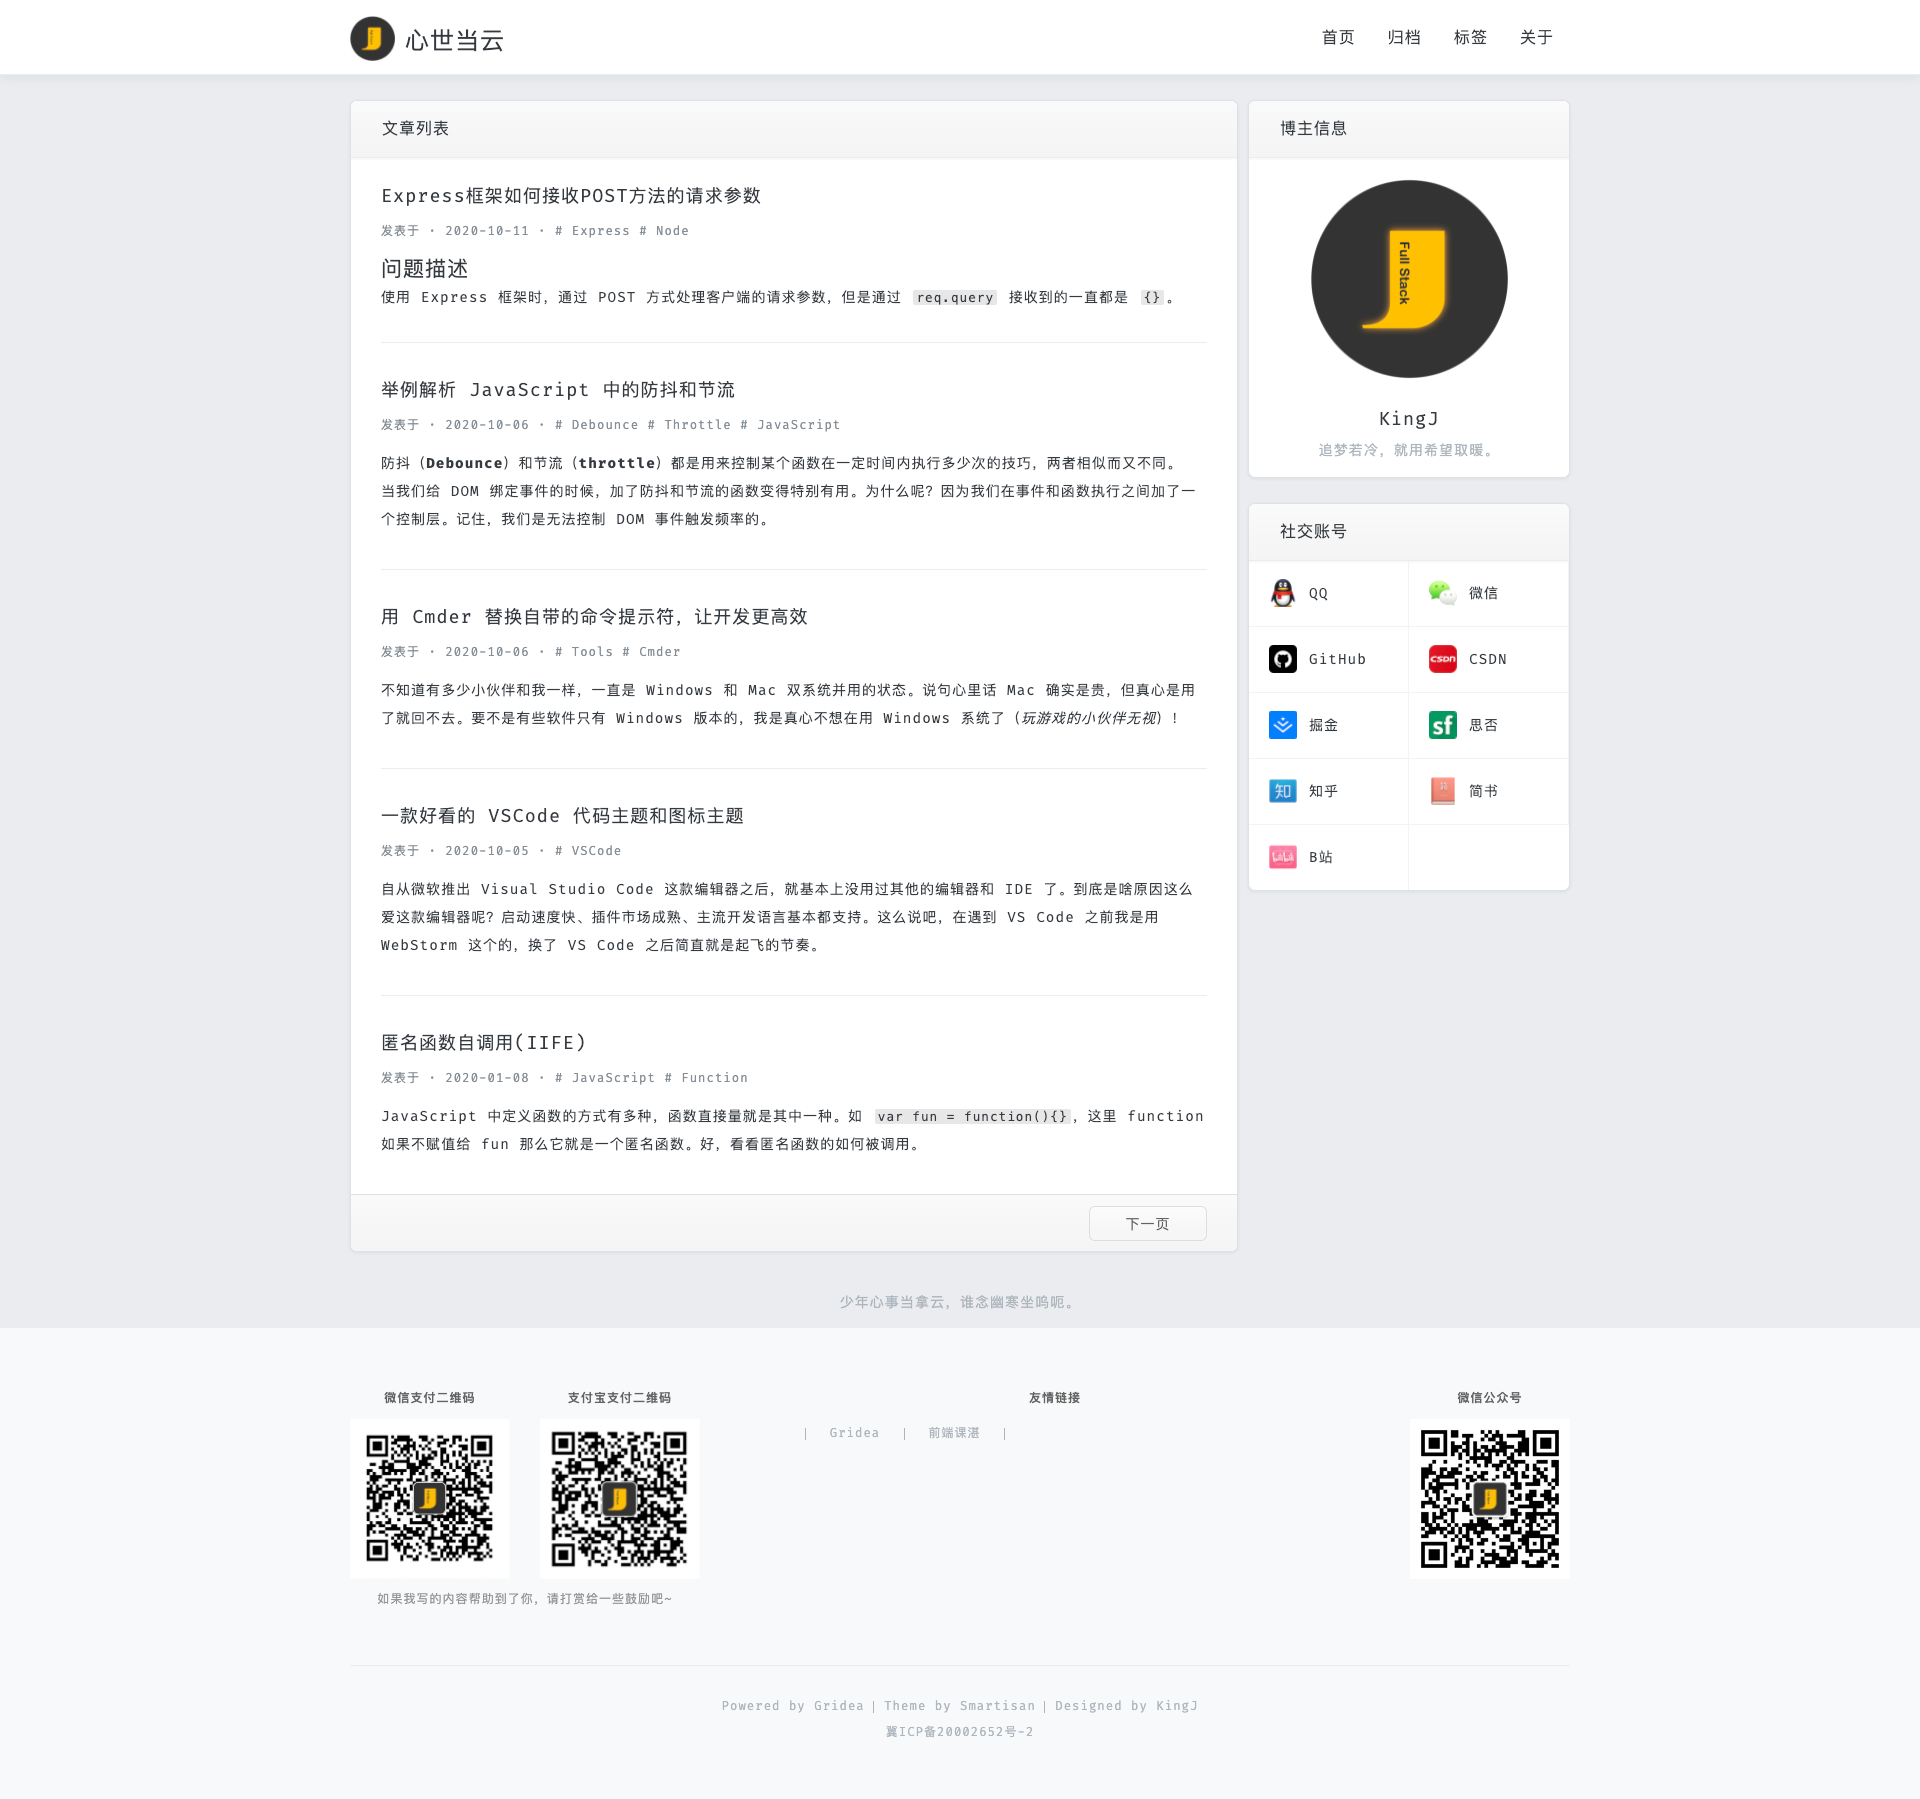 心世当云
首页 归档 标签 关于
文章列表
Express框架如何接收POST方法的请求参数
发表于 · 2020-10-11 · # Express # Node
问题描述
使用 Express 框架时，通过 POST 方式处理客户端的请求参数，但是通过 req.query 接收到的一直都是 {}。
举例解析 JavaScript 中的防抖和节流
发表于 · 2020-10-06 · # Debounce # Throttle # JavaScript
防抖（Debounce）和节流（throttle）都是用来控制某个函数在一定时间内执行多少次的技巧，两者相似而又不同。
当我们给 DOM 绑定事件的时候，加了防抖和节流的函数变得特别有用。为什么呢？因为我们在事件和函数执行之间加了一
个控制层。记住，我们是无法控制 DOM 事件触发频率的。
用 Cmder 替换自带的命令提示符，让开发更高效
发表于 · 2020-10-06 · # Tools # Cmder
不知道有多少小伙伴和我一样，一直是 Windows 和 Mac 双系统并用的状态。说句心里话 Mac 确实是贵，但真心是用
了就回不去。要不是有些软件只有 Windows 版本的，我是真心不想在用 Windows 系统了（玩游戏的小伙伴无视）！
一款好看的 VSCode 代码主题和图标主题
发表于 · 2020-10-05 · # VSCode
自从微软推出 Visual Studio Code 这款编辑器之后，就基本上没用过其他的编辑器和 IDE 了。到底是啥原因这么
爱这款编辑器呢？启动速度快、插件市场成熟、主流开发语言基本都支持。这么说吧，在遇到 VS Code 之前我是用
WebStorm 这个的，换了 VS Code 之后简直就是起飞的节奏。
匿名函数自调用(IIFE)
发表于 · 2020-01-08 · # JavaScript # Function
JavaScript 中定义函数的方式有多种，函数直接量就是其中一种。如 var fun = function(){}，这里 function
如果不赋值给 fun 那么它就是一个匿名函数。好，看看匿名函数的如何被调用。
下一页
博主信息
Full Stack
KingJ
追梦若冷，就用希望取暖。
社交账号
QQ
微信
GitHub
CSDN CSDN
掘金
sf 思否
知 知乎
简书
B站
少年心事当拿云，谁念幽寒坐呜呃。
微信支付二维码
支付宝支付二维码
如果我写的内容帮助到了你，请打赏给一些鼓励吧~
友情链接
| Gridea | 前端课湛 |
微信公众号
Powered by Gridea | Theme by Smartisan | Designed by KingJ
冀ICP备20002652号-2